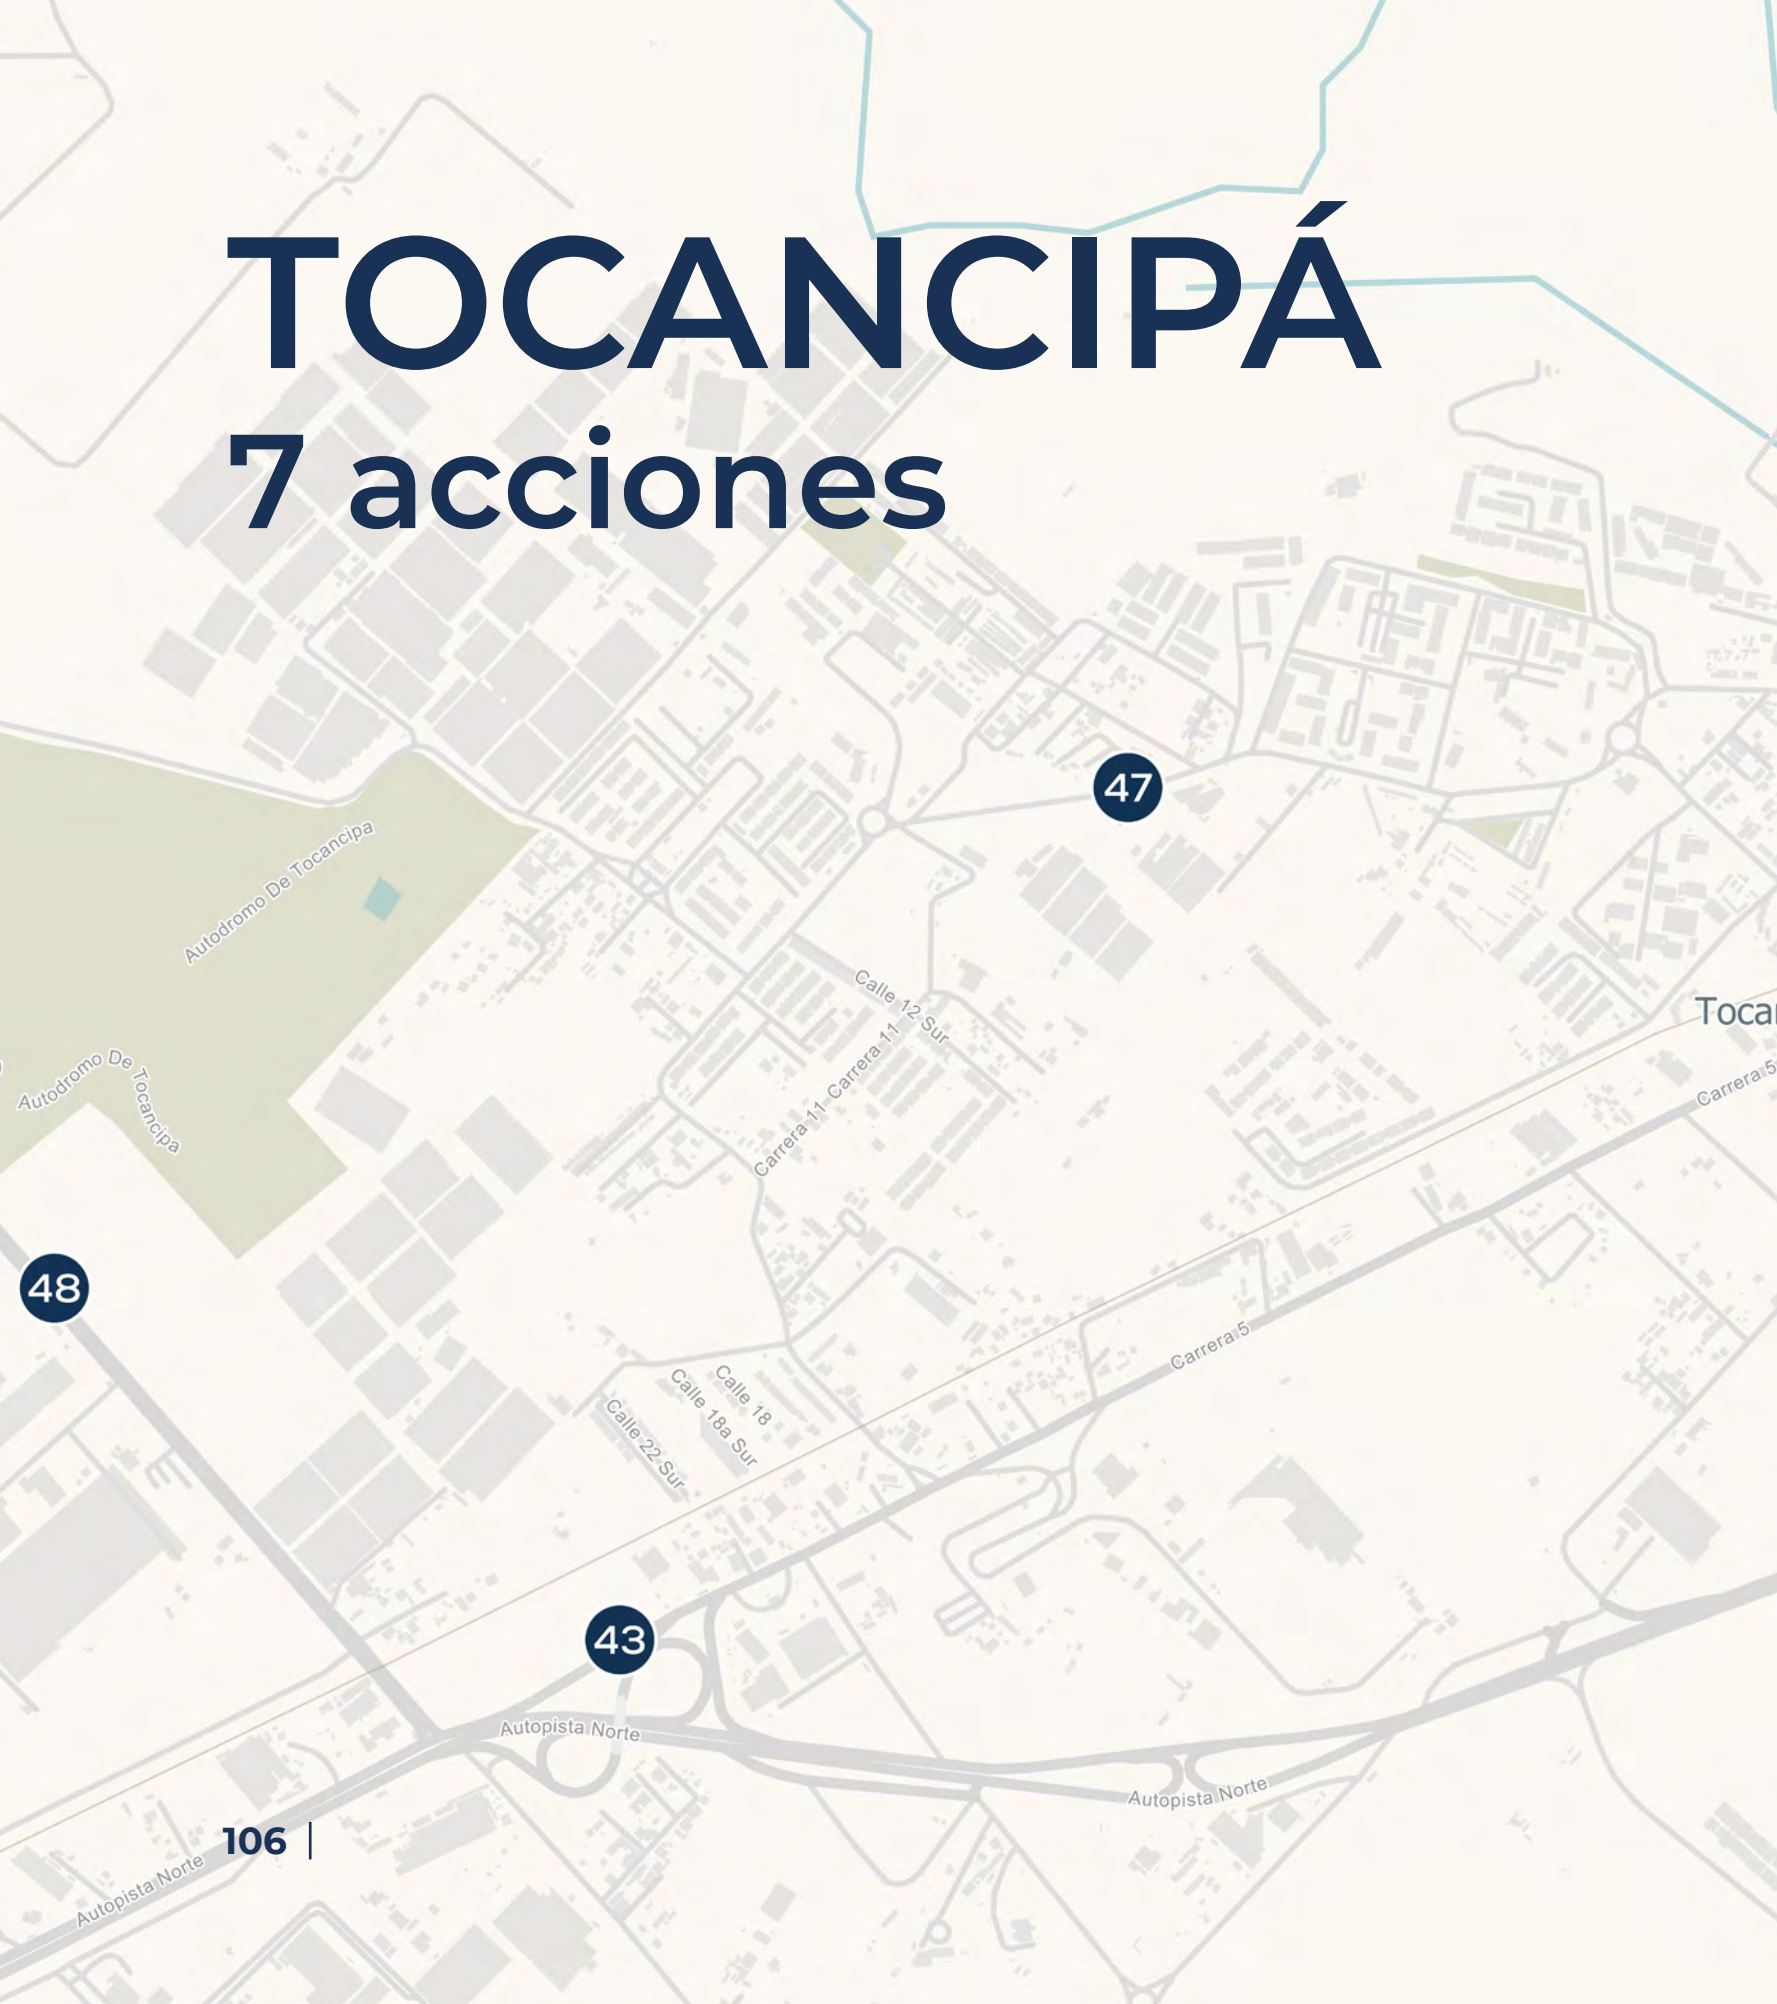 TOCANCIPÁ
7 acciones
47
Autodromo De Tocancipa
Calle 12 Sur
Tocan
Carrera 11
Carrera 11
Autodromo De Tocancipa
Carrera 5
48
Carrera 5
Calle 18
Calle 18a Sur
Calle 22 Sur
43
Autopista Norte
Autopista Norte
106 |
Autopista Norte